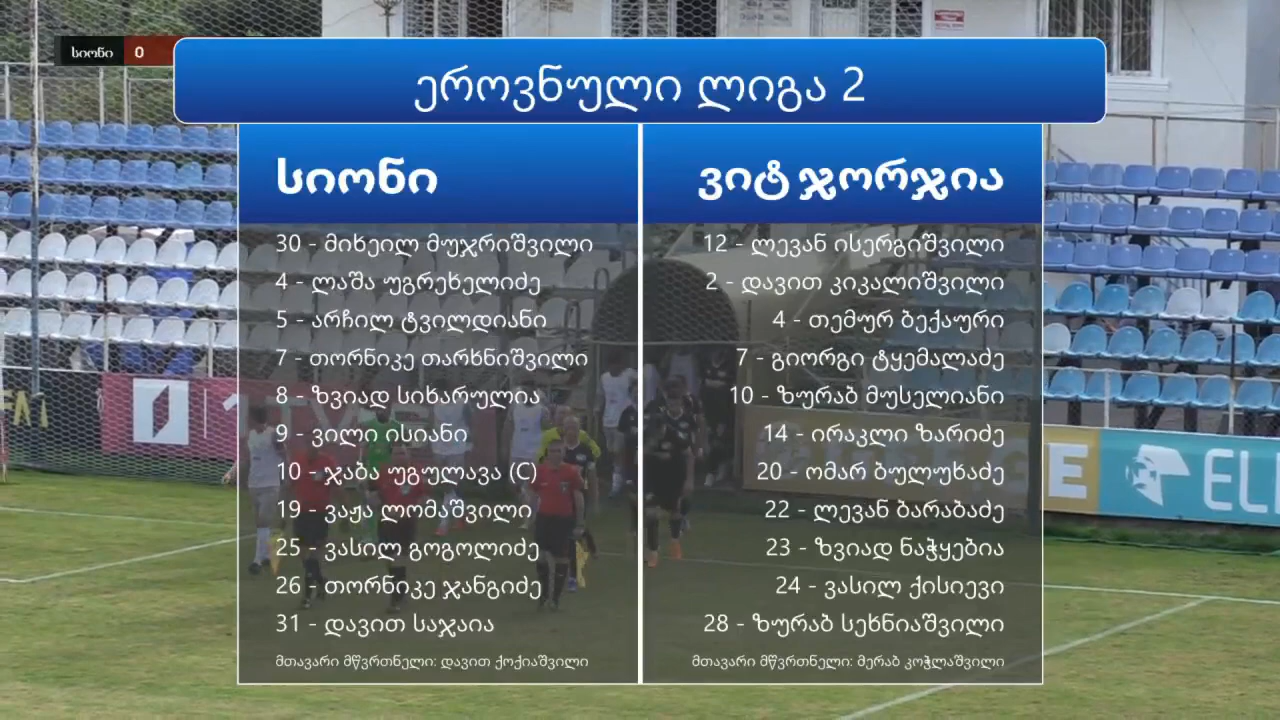 სიონი 0
ეროვნული ლიგა 2
სიონი
30 - მიხეილ მუჯრიშვილი
4 - ლაშა უგრეხელიძე
5 - არჩილ ტვილდიანი
7 - თორნიკე თარხნიშვილი
8 - ზვიად სიხარულია
9 - ვილი ისიანი
10 - ჯაბა უგულავა (C)
19 - ვაჟა ლომაშვილი
25 - ვასილ გოგოლიძე
26 - თორნიკე ჯანგიძე
31 - დავით საჯაია
მთავარი მწვრთნელი: დავით ქოქიაშვილი
ვიტ ჯორჯია
12 - ლევან ისერგიშვილი
2 - დავით კიკალიშვილი
4 - თემურ ბექაური
7 - გიორგი ტყემალაძე
10 - ზურაბ მუსელიანი
14 - ირაკლი ზარიძე
20 - ომარ ბულუხაძე
22 - ლევან ბარაბაძე
23 - ზვიად ნაჭყებია
24 - ვასილ ქისიევი
28 - ზურაბ სეხნიაშვილი
მთავარი მწვრთნელი: მერაბ კოჭლაშვილი